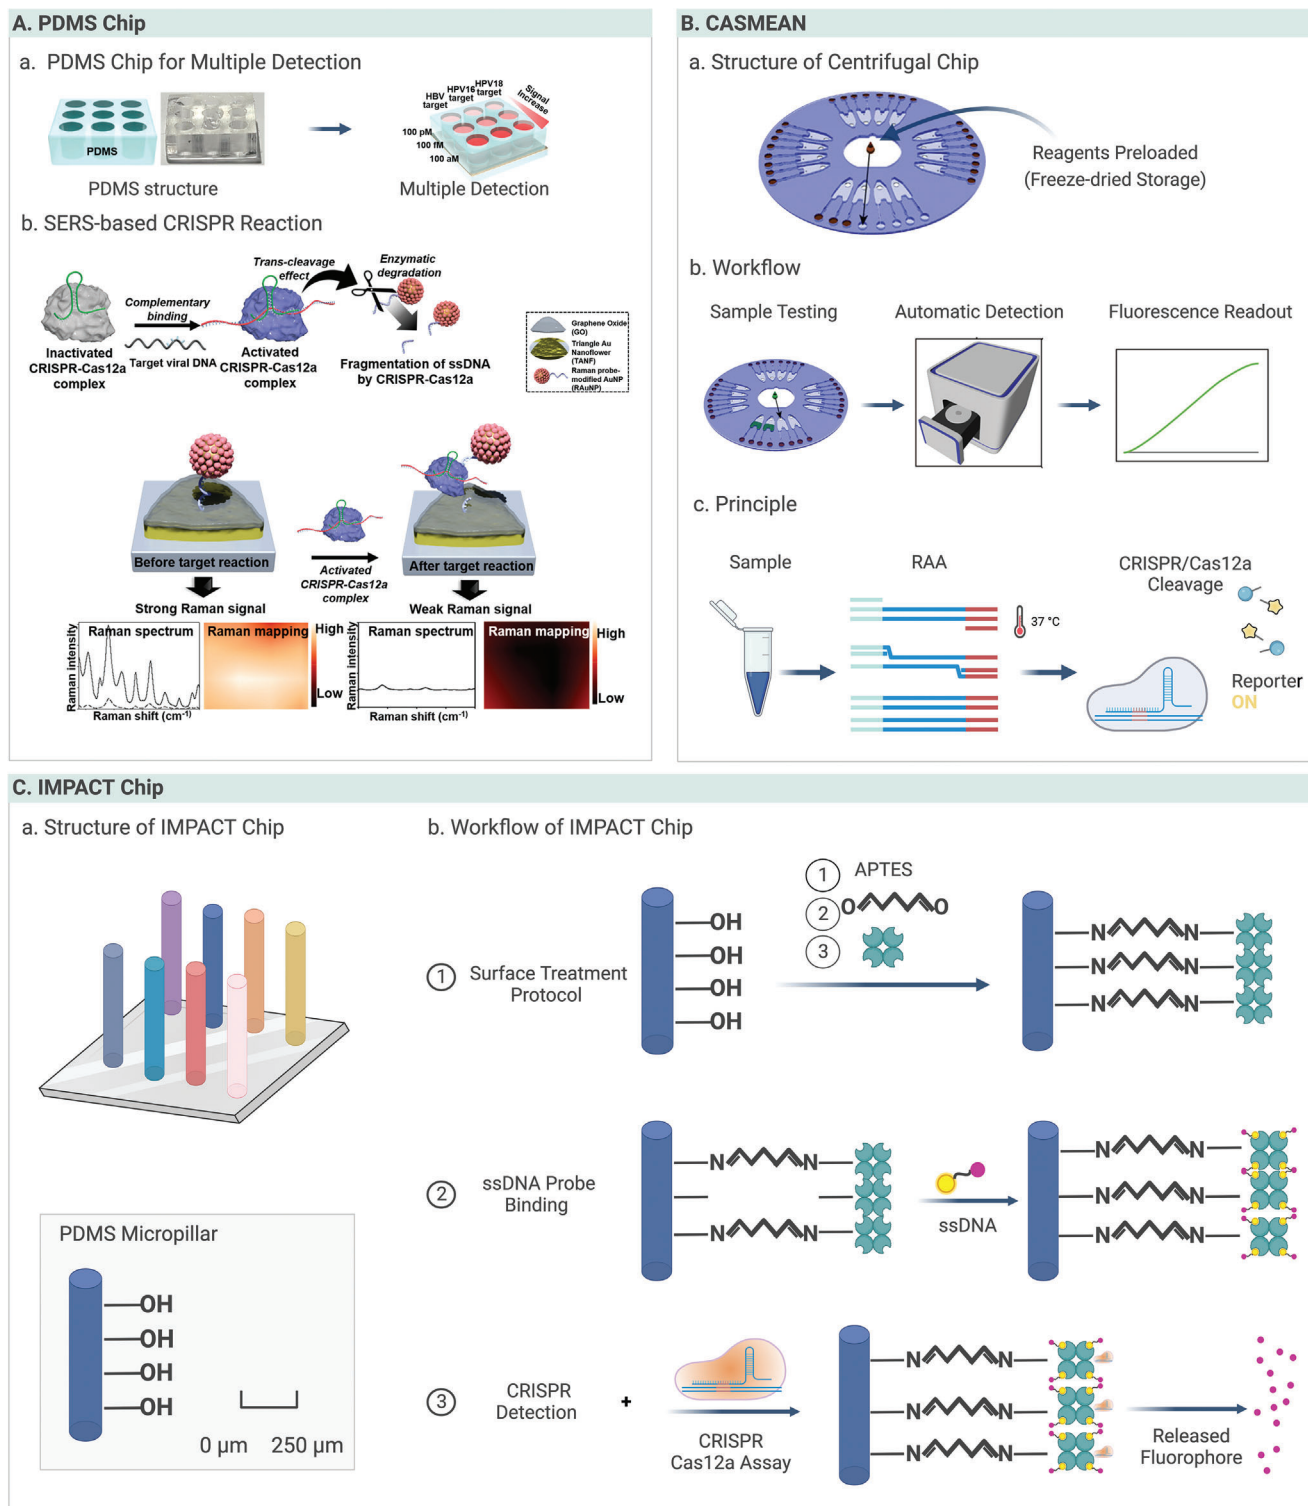 A. PDMS Chip
a. PDMS Chip for Multiple Detection
PDMS
PDMS structure
HBV
target
HPV16
target
HPV18
target
Signal
Increase
100 pM
100 fM
100 aM
Multiple Detection
b. SERS-based CRISPR Reaction
Inactivated
CRISPR-Cas12a
complex
Complementary
binding
Target viral DNA
Trans-cleavage
effect
Activated
CRISPR-Cas12a
complex
Enzymatic
degradation
Fragmentation of ssDNA
by CRISPR-Cas12a
Graphene Oxide
(GO)
Triangle Au
Nanoflower
(TANF)
Raman probe-
modified AuNP
(RAuNP)
Before target reaction
Activated
CRISPR-Cas12a
complex
After target reaction
Strong Raman signal
Weak Raman signal
Raman intensity
Raman spectrum
Raman shift (cm⁻¹)
Raman mapping
High
Low
Raman intensity
Raman spectrum
Raman shift (cm⁻¹)
Raman mapping
High
Low
B. CASMEAN
a. Structure of Centrifugal Chip
Reagents Preloaded
(Freeze-dried Storage)
b. Workflow
Sample Testing
Automatic Detection
Fluorescence Readout
c. Principle
Sample
RAA
37 °C
CRISPR/Cas12a
Cleavage
Reporter
ON
C. IMPACT Chip
a. Structure of IMPACT Chip
PDMS Micropillar
OH
OH
OH
OH
0 µm
250 µm
b. Workflow of IMPACT Chip
1
Surface Treatment
Protocol
OH
OH
OH
OH
1
APTES
2
O
O
3
N
N
N
N
N
N
2
ssDNA Probe
Binding
N
N
N
N
ssDNA
N
N
N
N
N
N
3
CRISPR
Detection
+
CRISPR
Cas12a Assay
N
N
N
N
N
N
Released
Fluorophore